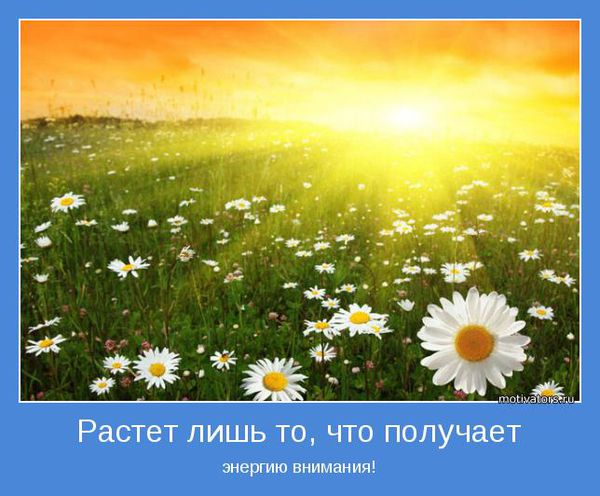 motivators.ru
Растет лишь то, что получает
энергию внимания!